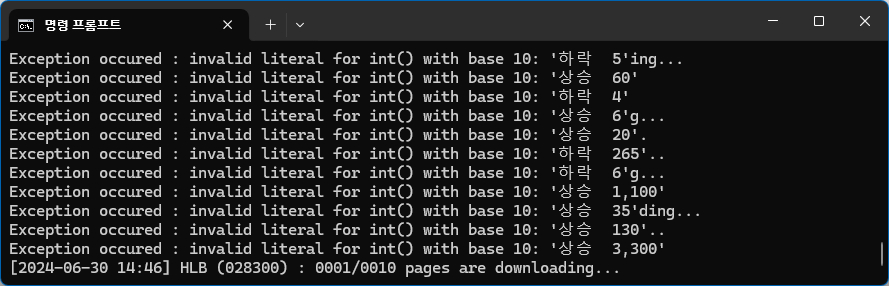 명령 프롬프트
Exception occured : invalid literal for int() with base 10: '하락  5'ing...
Exception occured : invalid literal for int() with base 10: '상승  60'
Exception occured : invalid literal for int() with base 10: '하락  4'
Exception occured : invalid literal for int() with base 10: '상승  6'g...
Exception occured : invalid literal for int() with base 10: '상승  20'.
Exception occured : invalid literal for int() with base 10: '하락  265'..
Exception occured : invalid literal for int() with base 10: '하락  6'g...
Exception occured : invalid literal for int() with base 10: '상승  1,100'
Exception occured : invalid literal for int() with base 10: '상승  35'ding...
Exception occured : invalid literal for int() with base 10: '상승  130'..
Exception occured : invalid literal for int() with base 10: '상승  3,300'
[2024-06-30 14:46] HLB (028300) : 0001/0010 pages are downloading...